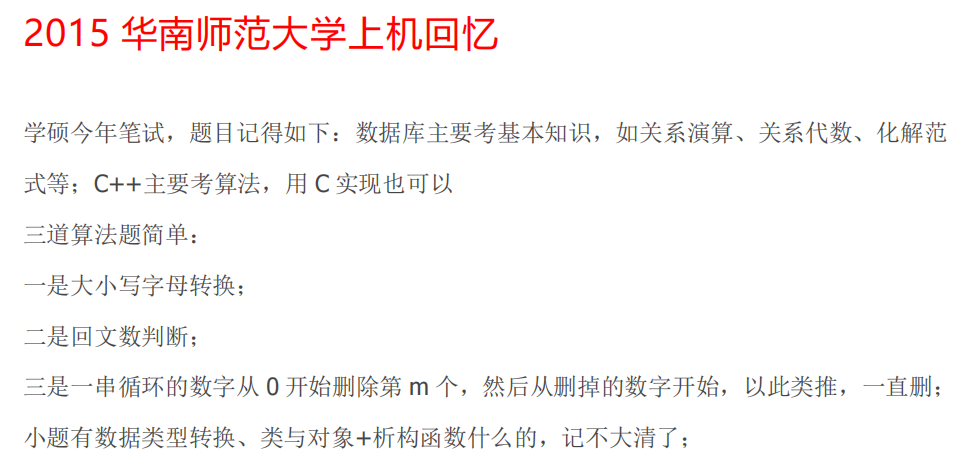 2015 华南师范大学上机回忆
学硕今年笔试，题目记得如下：数据库主要考基本知识，如关系演算、关系代数、化解范
式等；C++主要考算法，用 C 实现也可以
三道算法题简单：
一是大小写字母转换；
二是回文数判断；
三是一串循环的数字从 0 开始删除第 m 个，然后从删掉的数字开始，以此类推，一直删；
小题有数据类型转换、类与对象+析构函数什么的，记不大清了；